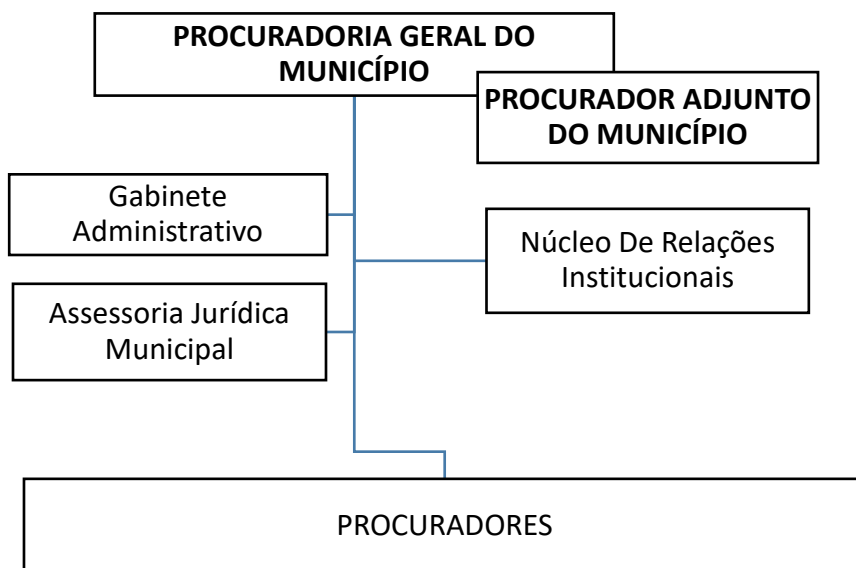 PROCURADORIA GERAL DO
MUNICÍPIO
PROCURADOR ADJUNTO
DO MUNICÍPIO
Gabinete
Administrativo
Núcleo De Relações
Institucionais
Assessoria Jurídica
Municipal
PROCURADORES